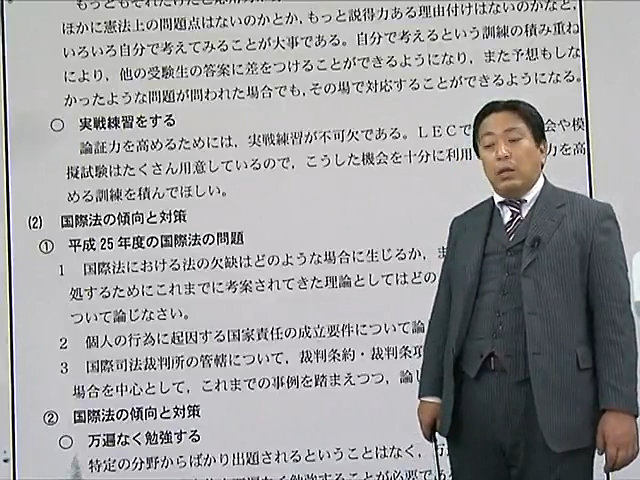 ほかに憲法上の問題点はないのかとか，もっと説得力ある理由付けはないのかなど，
いろいろ自分で考えてみることが大事である。自分で考えるという訓練の積み重ね
により，他の受験生の答案に差をつけることができるようになり，また予想もしな
かったような問題が問われた場合でも，その場で対応することができるようになる。
○ 実戦練習をする
論証力を高めるためには，実戦練習が不可欠である。ＬＥＣで 会や模
擬試験はたくさん用意しているので，こうした機会を十分に利用 力を高
める訓練を積んでほしい。
(2) 国際法の傾向と対策
① 平成25年度の国際法の問題
1 国際法における法の欠缺はどのような場合に生じるか，ま
処するためにこれまでに考案されてきた理論としてはどの
ついて論じなさい。
2 個人の行為に起因する国家責任の成立要件について論
3 国際司法裁判所の管轄について，裁判条約・裁判条項
場合を中心として，これまでの事例を踏まえつつ，論じ
② 国際法の傾向と対策
○ 万遍なく勉強する
特定の分野からばかり出題されるということはなく，万